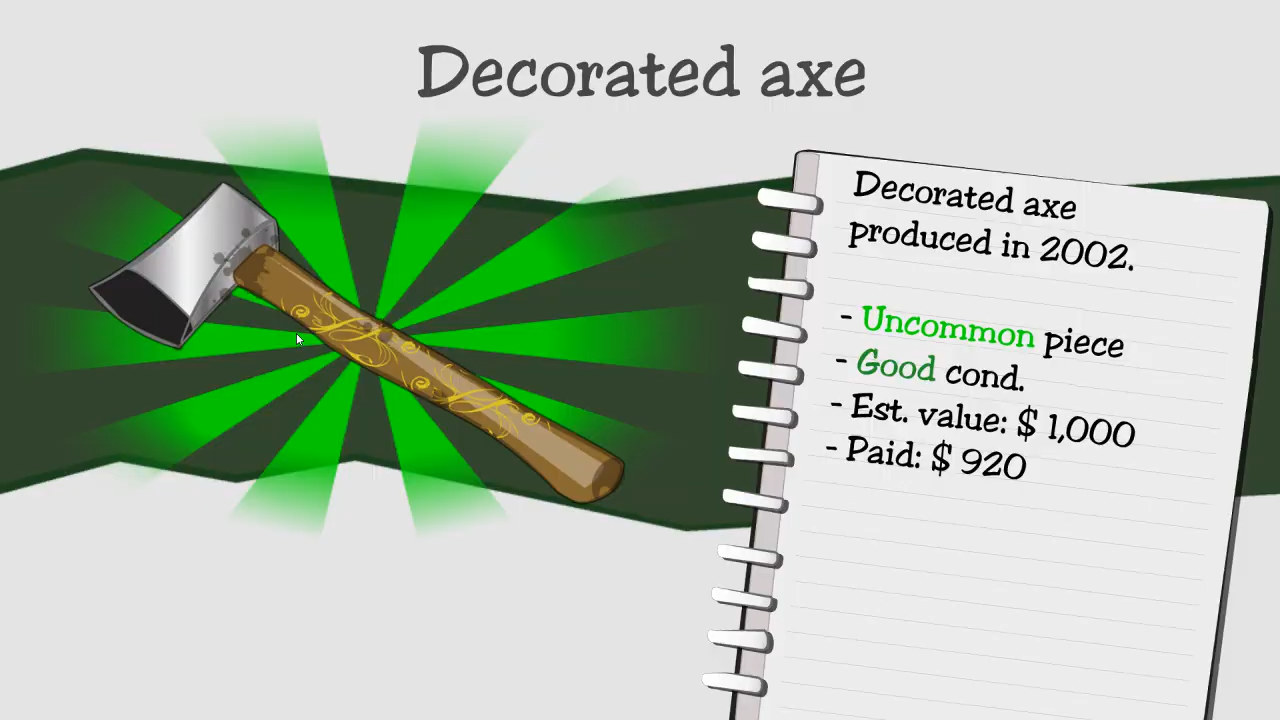 Decorated axe
Decorated axe
produced in 2002.
- Uncommon piece
- Good cond.
- Est. value: $ 1,000
- Paid: $ 920